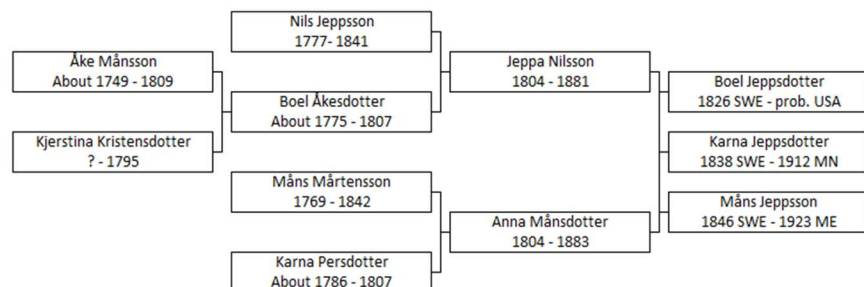 Nils Jeppsson
1777- 1841
Åke Månsson
About 1749 - 1809
Jeppa Nilsson
1804 - 1881
Boel Jeppsdotter
1826 SWE - prob. USA
Boel Åkesdotter
About 1775 - 1807
Kjerstina Kristensdotter
? - 1795
Karna Jeppsdotter
1838 SWE - 1912 MN
Måns Mårtensson
1769 - 1842
Måns Jeppsson
1846 SWE - 1923 ME
Anna Månsdotter
1804 - 1883
Karna Persdotter
About 1786 - 1807